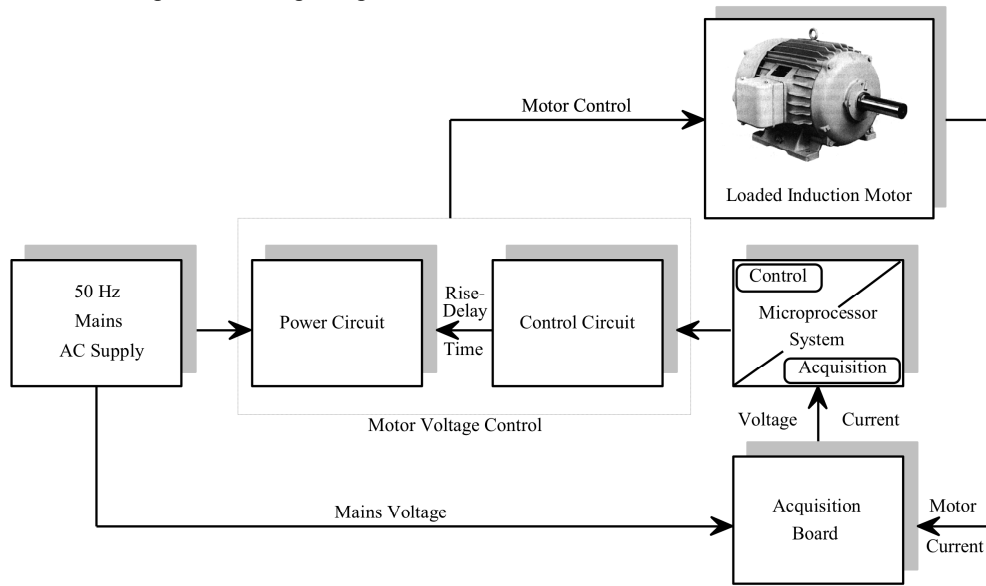 Motor Control
Loaded Induction Motor
50 Hz
Mains
AC Supply
Power Circuit
Rise-
Delay
Time
Control Circuit
Control
Microprocessor
System
Acquisition
Motor Voltage Control
Voltage
Current
Mains Voltage
Acquisition
Board
Motor
Current